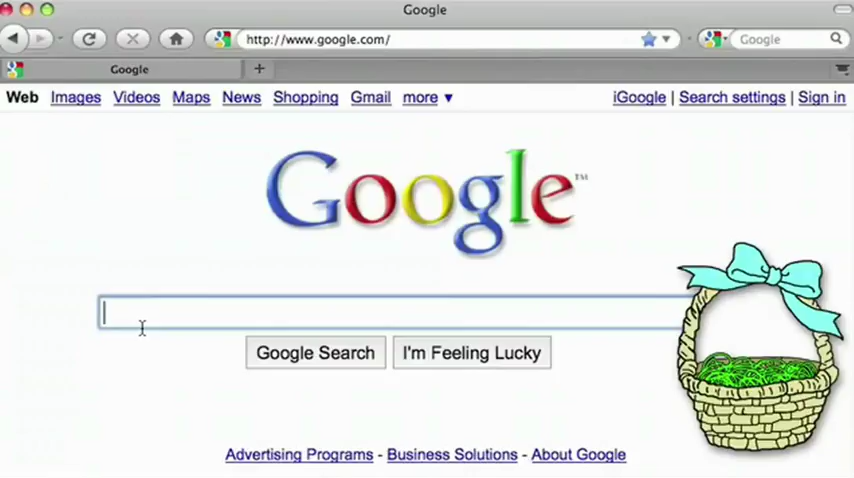 Google
http://www.google.com/
Google
Google
Web Images Videos Maps News Shopping Gmail more ▼ iGoogle | Search settings | Sign in
Google™
Google Search I'm Feeling Lucky
Advertising Programs - Business Solutions - About Google